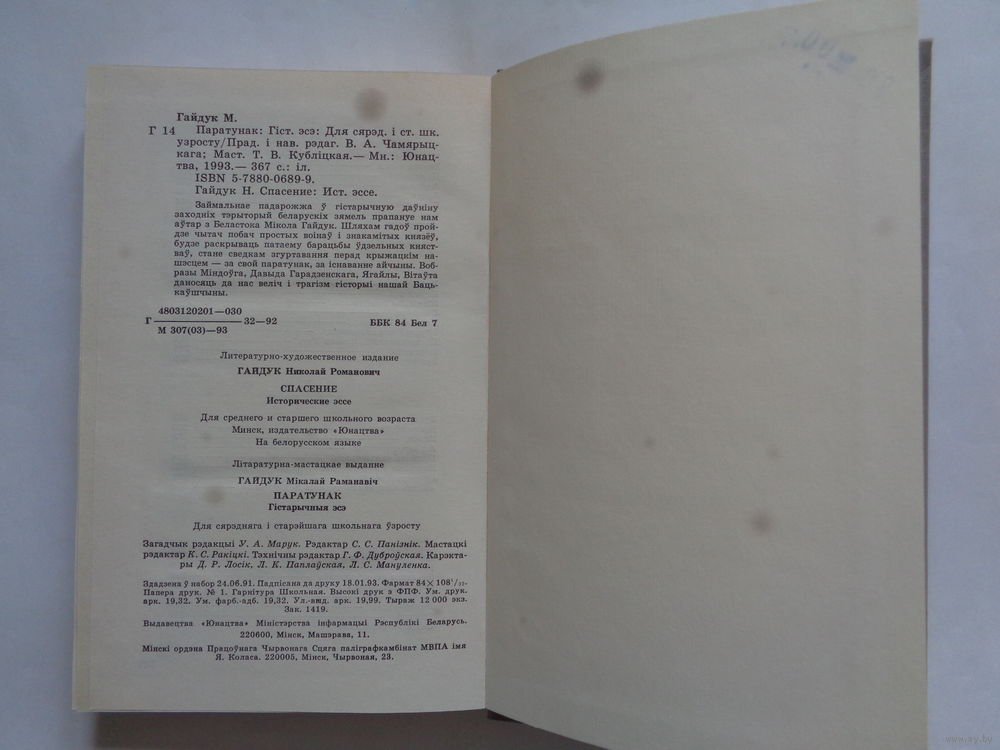 Гайдук М.
Г 14 Паратунак: Гіст. эсэ: Для сярэд. і ст. шк.
узросту/Прад. і нав. рэдаг. В. А. Чамярыц-
кага; Маст. Т. В. Кубліцкая.— Мн.: Юнац-
тва, 1993.— 367 с.: іл.
ISBN 5-7880-0689-9.
Гайдук Н. Спасение: Ист. эссе.
Займальнае падарожжа ў гістарычную даўніну
заходніх тэрыторый беларускіх зямель прапануе нам
аўтар з Беластока Мікола Гайдук. Шляхам гадоў прой-
дзе чытач побач простых воінаў і знакамітых князёў,
будзе раскрываць патаему барацьбы ўдзельных княст-
ваў, стане сведкам згуртавання перад крыжацкім на-
шэсцем — за свой паратунак, за існаванне айчыны. Воб-
разы Міндоўга, Давыда Гарадзенскага, Ягайлы, Вітаўта
даносяць да нас веліч і трагізм гісторыі нашай Баць-
каўшчыны.
4803120201—030
Г 32—92 ББК 84 Бел 7
М 307(03)—93
Литературно-художественное издание
ГАЙДУК Николай Романович
СПАСЕНИЕ
Исторические эссе
Для среднего и старшего школьного возраста
Минск, издательство «Юнацтва»
На белорусском языке
Літаратурна-мастацкае выданне
ГАЙДУК Мікалай Раманавіч
ПАРАТУНАК
Гістарычныя эсэ
Для сярэдняга і старэйшага школьнага ўзросту
Загадчык рэдакцыі У. А. Марук. Рэдактар С. С. Панізнік. Мастацкі
рэдактар К. С. Ракіцкі. Тэхнічны рэдактар Г. Ф. Дуброўская. Карэкта-
ры Д. Р. Лосік, Л. К. Паплаўская, Л. С. Мануленка.
Здадзена ў набор 24.06.91. Падпісана да друку 18.01.93. Фармат 84×108¹/₃₂.
Папера друк. № 1. Гарнітура Школьная. Высокі друк з ФПФ. Ум. друк.
арк. 19,32. Ум. фарб.-адб. 19,32. Ул.-выд. арк. 19,99. Тыраж 12 000 экз.
Зак. 1419.
Выдавецтва «Юнацтва» Міністэрства інфармацыі Рэспублікі Беларусь.
220600, Мінск, Машэрава, 11.
Мінскі ордэна Працоўнага Чырвонага Сцяга паліграфкамбінат МВПА імя
Я. Коласа. 220005, Мінск, Чырвоная, 23.
www.ay.by